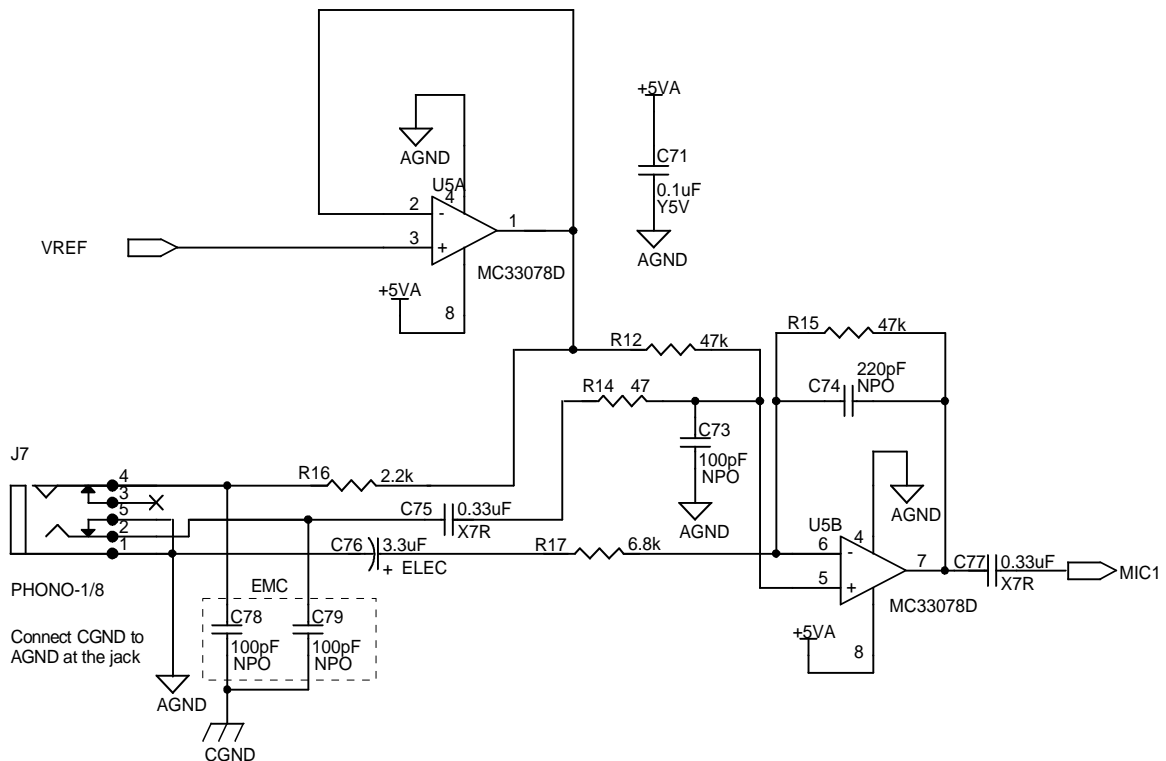 +5VA
AGND
C71
0.1uF
Y5V
AGND
U5A
4
2
-
1
3
+
VREF
MC33078D
+5VA
8
R15
47k
R12
47k
220pF
NPO
C74
R14
47
C73
100pF
NPO
J7
4
R16
2.2k
3
5
C75
0.33uF
X7R
AGND
AGND
2
U5B
4
1
C76
3.3uF
+ ELEC
R17
6.8k
6
-
7
C77
0.33uF
X7R
MIC1
5
+
PHONO-1/8
EMC
MC33078D
C78
100pF
NPO
C79
100pF
NPO
+5VA
8
Connect CGND to
AGND at the jack
AGND
CGND